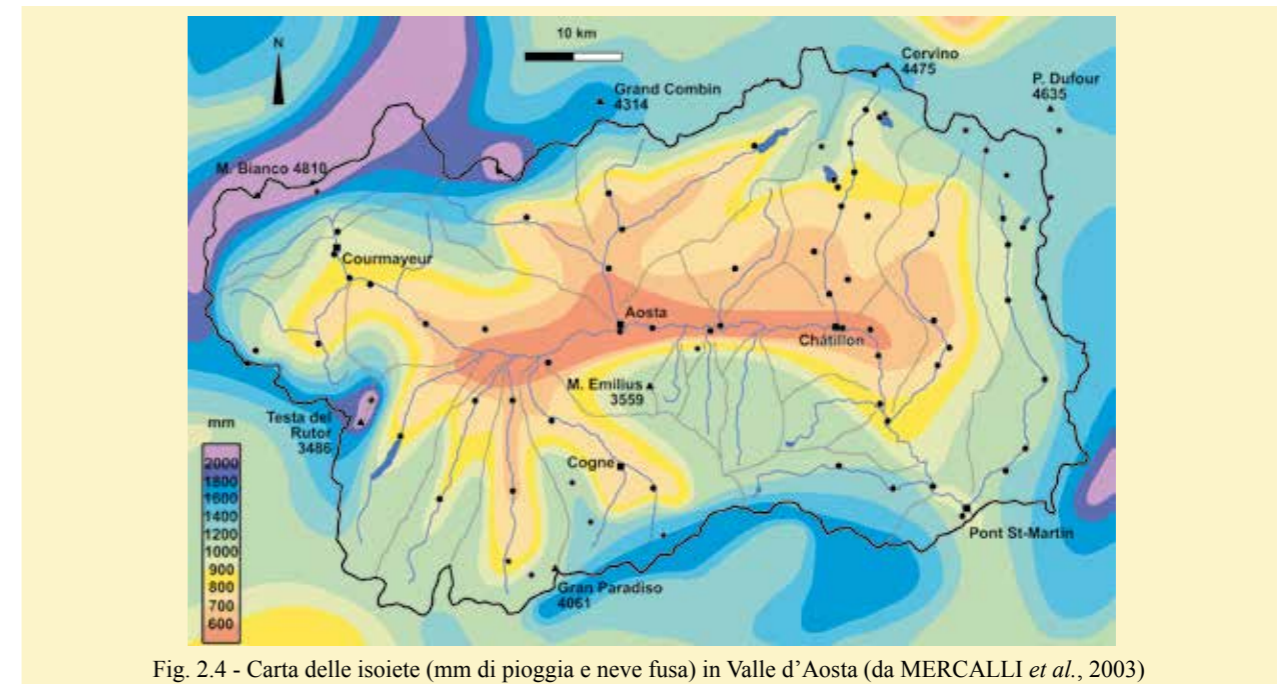 10 km
N
Cervino
4475
P. Dufour
4635
Grand Combin
4314
M. Bianco 4810
Courmayeur
Aosta
Châtillon
M. Emilius
3559
Testa del
Rutor
3486
mm
2000
1800
1600
1400
1200
1000
900
800
700
600
Cogne
Pont St-Martin
Gran Paradiso
4061
Fig. 2.4 - Carta delle isoiete (mm di pioggia e neve fusa) in Valle d’Aosta (da MERCALLI et al., 2003)